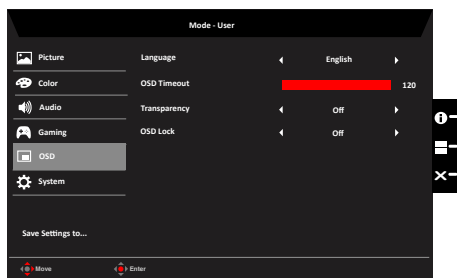 Mode - User
Picture
Color
Audio
Gaming
OSD
System
Save Settings to...
Language English
OSD Timeout 120
Transparency Off
OSD Lock Off
Move Enter